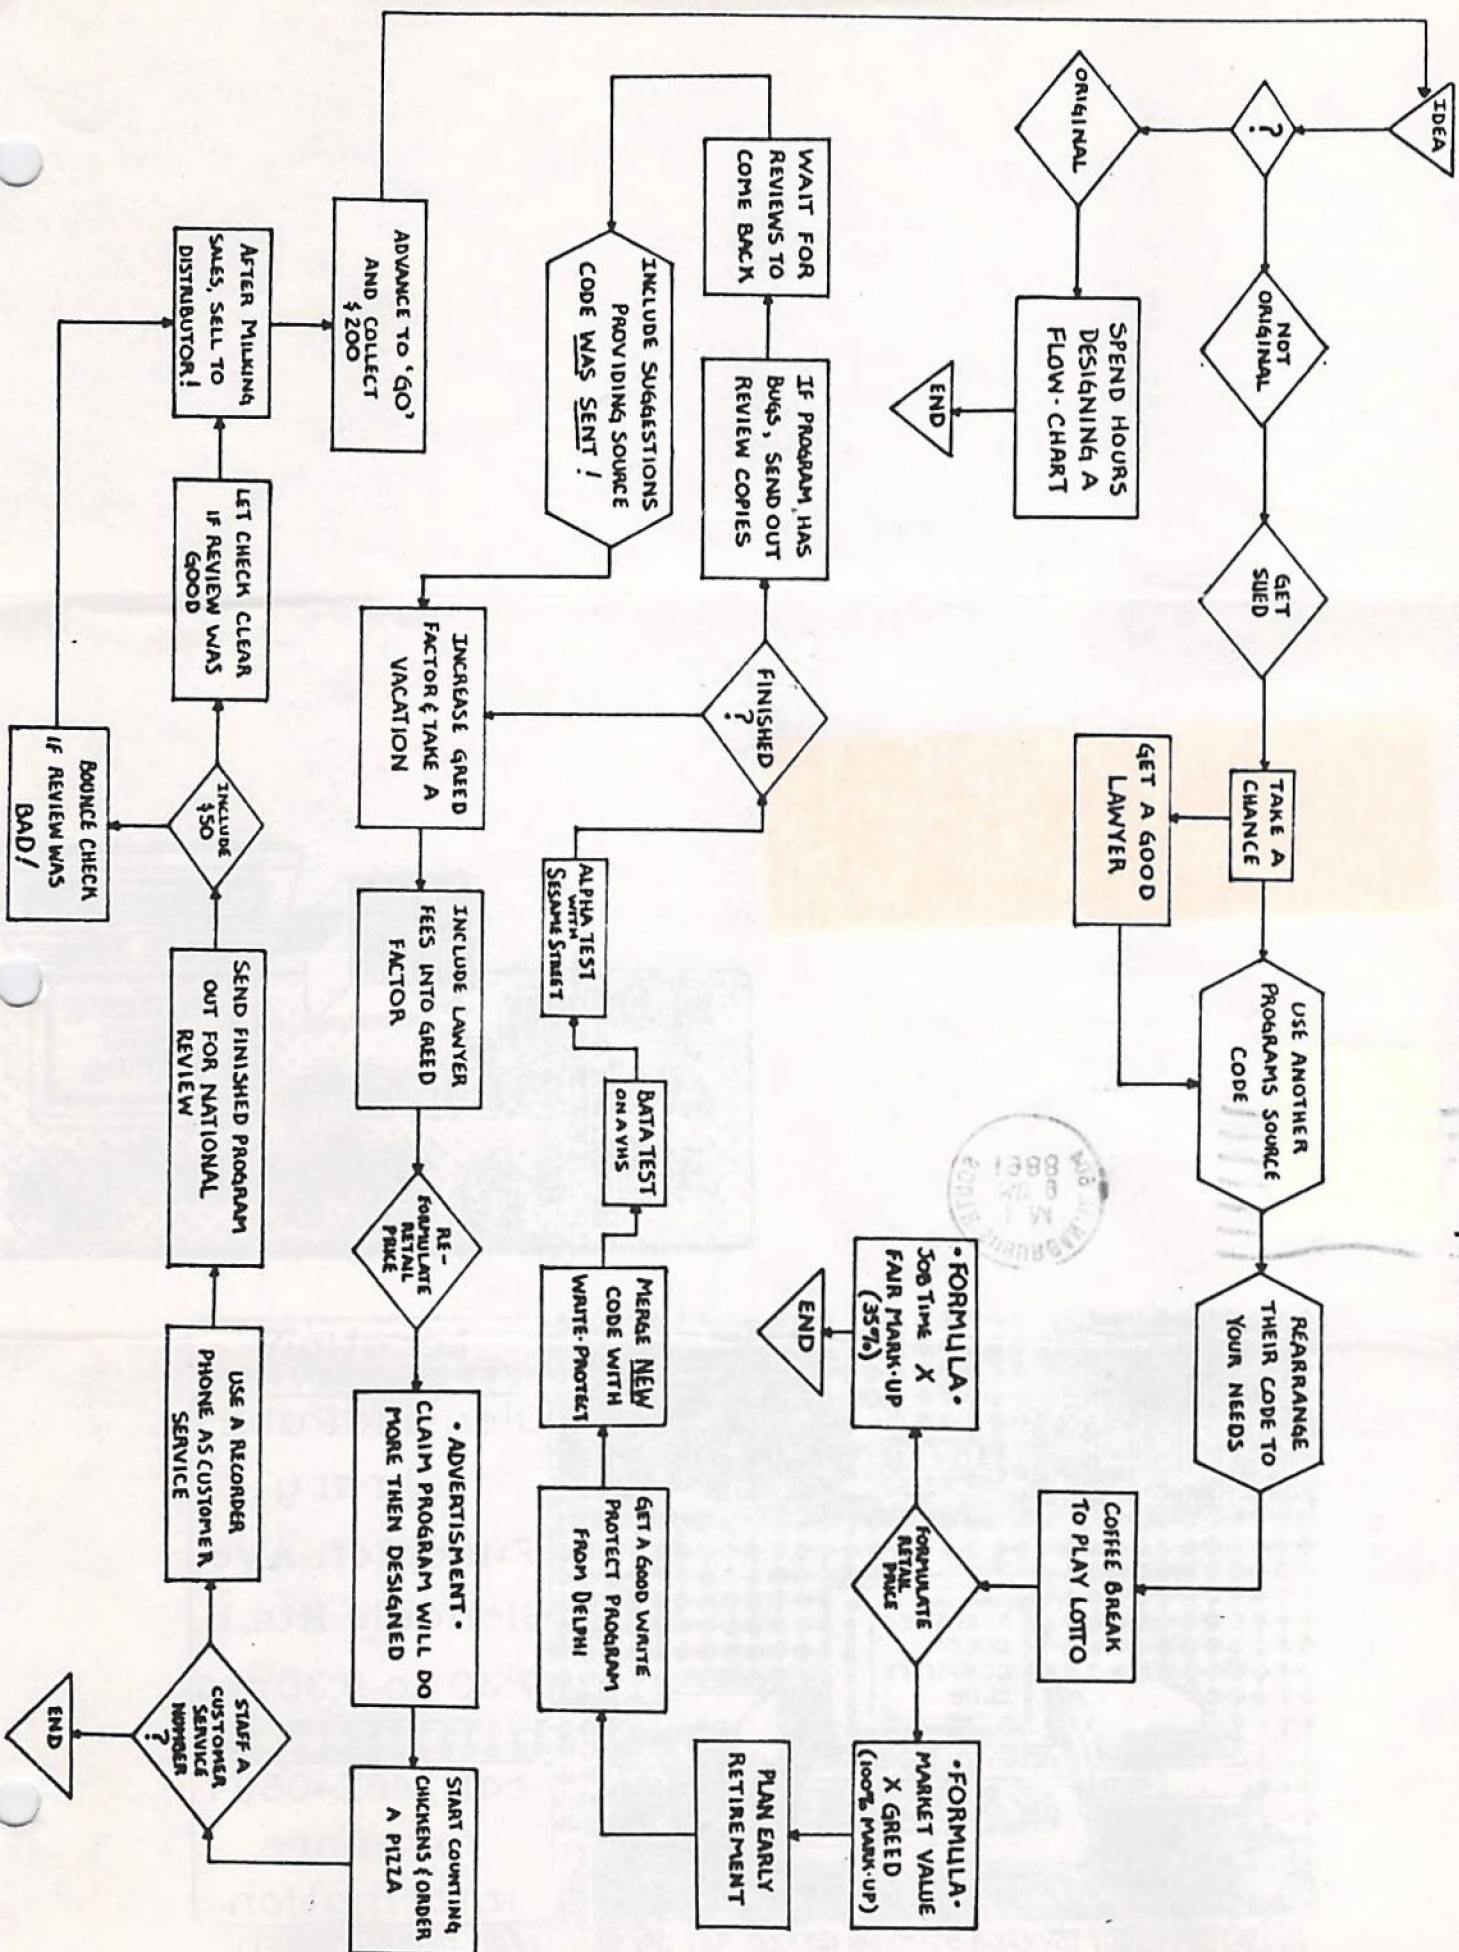 IDEA
?
ORIGINAL
SPEND HOURS
DESIGNING A
FLOW-CHART
END
NOT
ORIGINAL
GET
SUED
TAKE A
CHANCE
GET A GOOD
LAWYER
USE ANOTHER
PROGRAMS SOURCE
CODE
REARRANGE
THEIR CODE TO
YOUR NEEDS
COFFEE BREAK
TO PLAY LOTTO
FORMULATE
RETAIL
PRICE
• FORMULA •
JOB TIME X
FAIR MARK-UP
(35%)
END
• FORMULA •
MARKET VALUE
X GREED
(100% MARK-UP)
PLAN EARLY
RETIREMENT
GET A GOOD WRITE
PROTECT PROGRAM
FROM DELPHI
MERGE NEW
CODE WITH
WRITE-PROTECT
BATA TEST
ON A VHS
ALPHA TEST
WITH
SESAME STREET
FINISHED
?
IF PROGRAM HAS
BUGS, SEND OUT
REVIEW COPIES
WAIT FOR
REVIEWS TO
COME BACK
INCLUDE SUGGESTIONS
PROVIDING SOURCE
CODE WAS SENT!
INCREASE GREED
FACTOR & TAKE A
VACATION
INCLUDE LAWYER
FEES INTO GREED
FACTOR
RE-
FORMULATE
RETAIL
PRICE
• ADVERTISMENT •
CLAIM PROGRAM WILL DO
MORE THEN DESIGNED
START COUNTING
CHICKENS & ORDER
A PIZZA
STAFF A
CUSTOMER
SERVICE
NOMBER
?
END
USE A RECORDER
PHONE AS CUSTOMER
SERVICE
SEND FINISHED PROGRAM
OUT FOR NATIONAL
REVIEW
INCLUDE
$50
BOUNCE CHECK
IF REVIEW WAS
BAD!
LET CHECK CLEAR
IF REVIEW WAS
GOOD
AFTER MILKING
SALES, SELL TO
DISTRIBUTOR!
ADVANCE TO 'GO'
AND COLLECT
$200